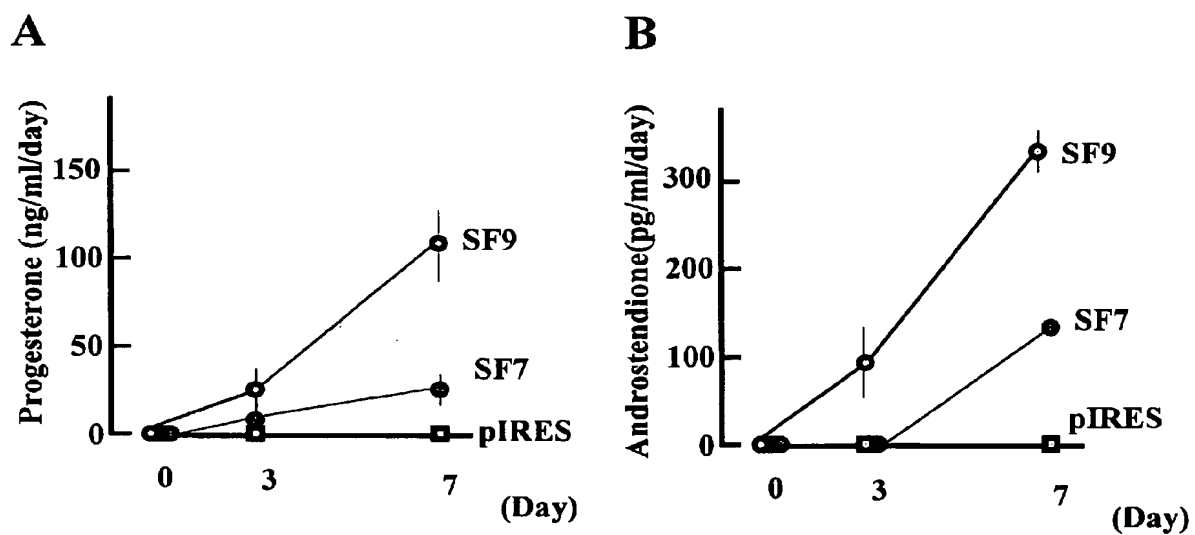 A
Progesterone (ng/ml/day)
150
100
50
0
SF9
SF7
pIRES
0 3 7
(Day)
B
Androstendione(pg/ml/day)
300
200
100
0
SF9
SF7
pIRES
0 3 7
(Day)